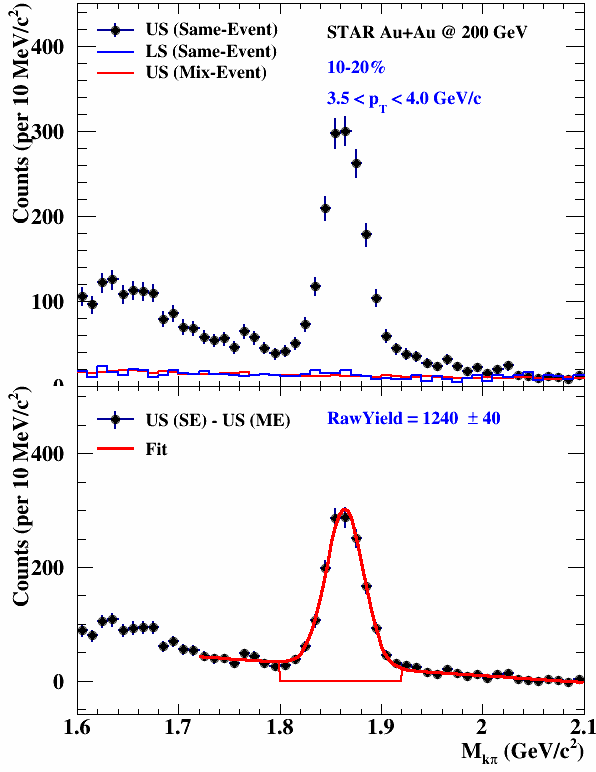 US (Same-Event)
LS (Same-Event)
US (Mix-Event)
STAR Au+Au @ 200 GeV
10-20%
3.5 < pT < 4.0 GeV/c
Counts (per 10 MeV/c²)
400
300
200
100
0
US (SE) - US (ME)
Fit
RawYield = 1240 ± 40
Counts (per 10 MeV/c²)
400
200
0
1.6 1.7 1.8 1.9 2 2.1
Mkπ (GeV/c²)